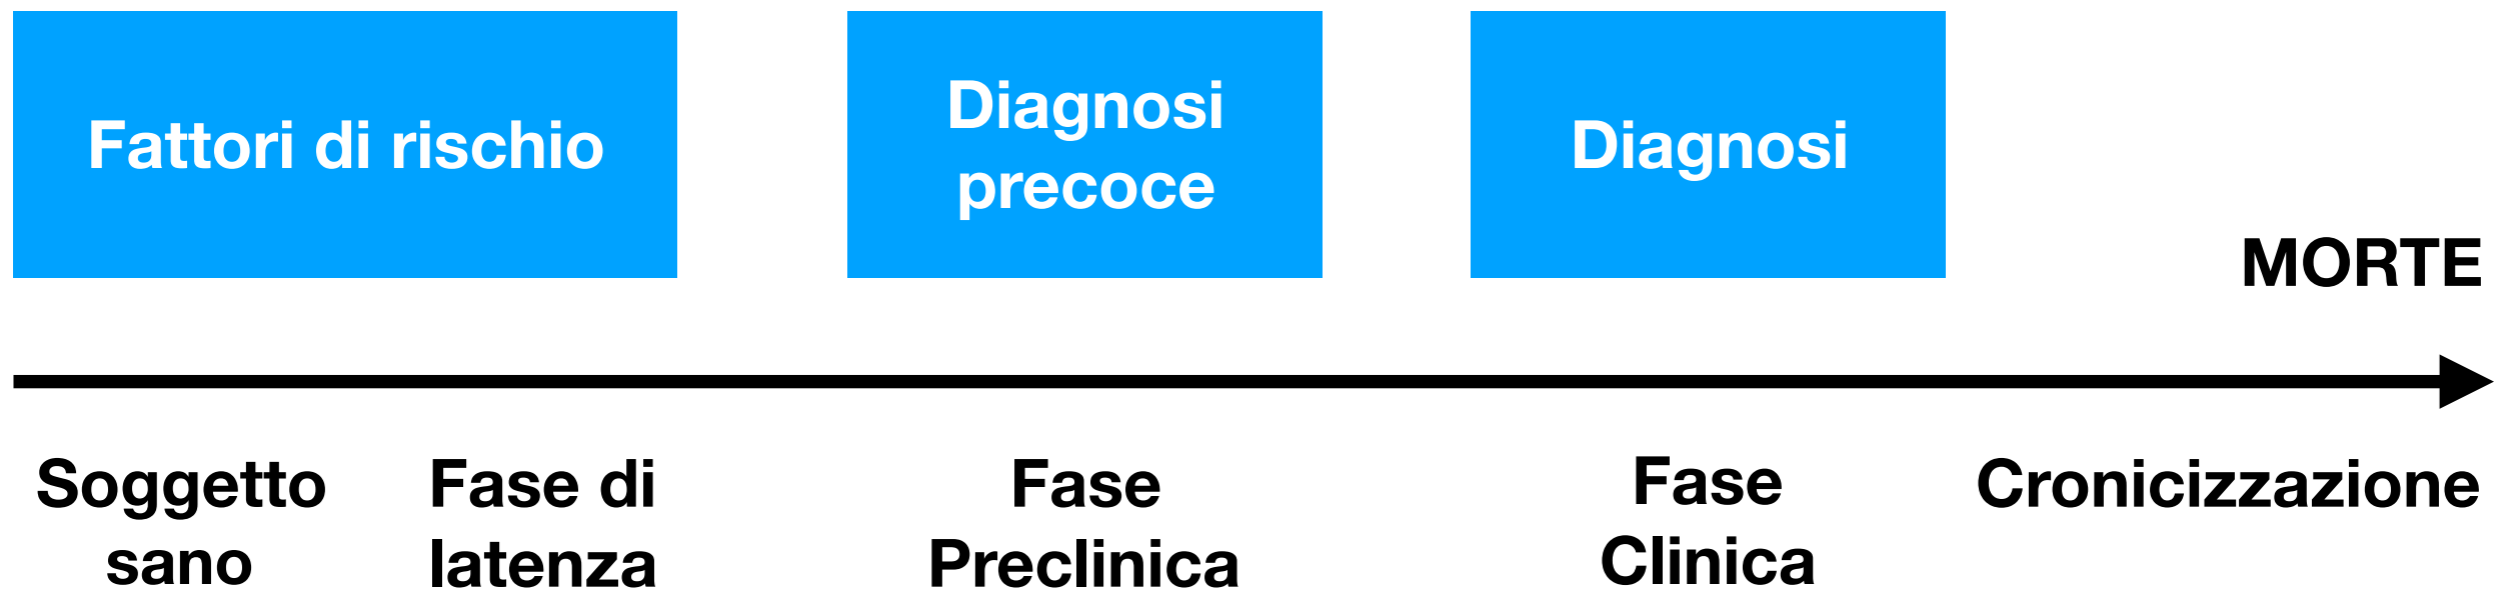 Fattori di rischio
Diagnosi
precoce
Diagnosi
MORTE
Soggetto
sano
Fase di
latenza
Fase
Preclinica
Fase
Clinica
Cronicizzazione